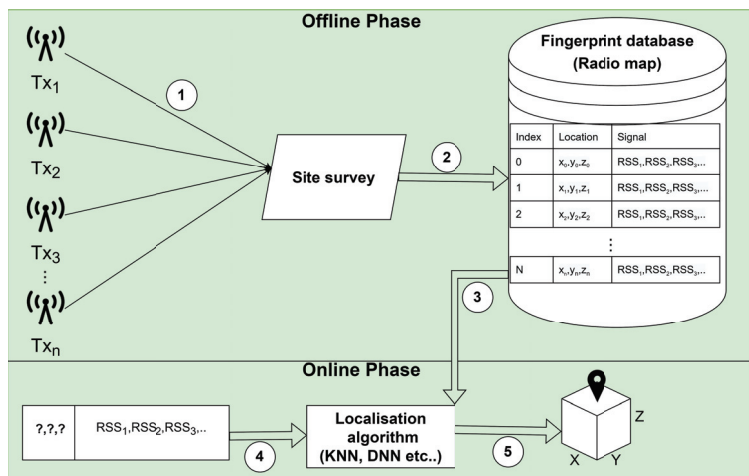 Offline Phase
Tx₁
Tx₂
Tx₃
⋮
Txₙ
1
Site survey
2
Fingerprint database
(Radio map)
Index Location Signal
0 x₀,y₀,z₀ RSS₁,RSS₂,RSS₃,..
1 x₁,y₁,z₁ RSS₁,RSS₂,RSS₃,...
2 x₂,y₂,z₂ RSS₁,RSS₂,RSS₃,..
⋮
N xₙ,yₙ,zₙ RSS₁,RSS₂,RSS₃,..
3
Online Phase
?,?,? RSS₁,RSS₂,RSS₃,..
4
Localisation
algorithm
(KNN, DNN etc..)
5
X
Y
Z